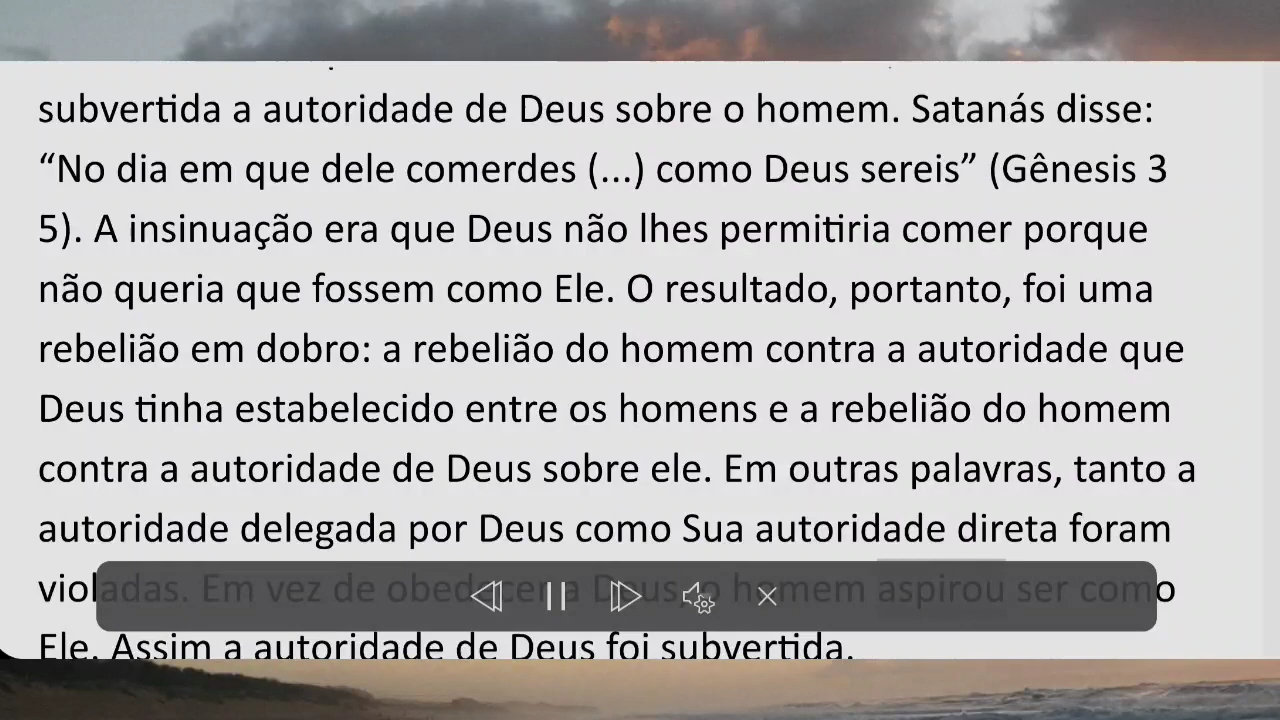 subvertida a autoridade de Deus sobre o homem. Satanás disse:
“No dia em que dele comerdes (...) como Deus sereis” (Gênesis 3
5). A insinuação era que Deus não lhes permitiria comer porque
não queria que fossem como Ele. O resultado, portanto, foi uma
rebelião em dobro: a rebelião do homem contra a autoridade que
Deus tinha estabelecido entre os homens e a rebelião do homem
contra a autoridade de Deus sobre ele. Em outras palavras, tanto a
autoridade delegada por Deus como Sua autoridade direta foram
violadas. Em vez de obedecer a Deus, o homem aspirou ser como
Ele. Assim a autoridade de Deus foi subvertida.